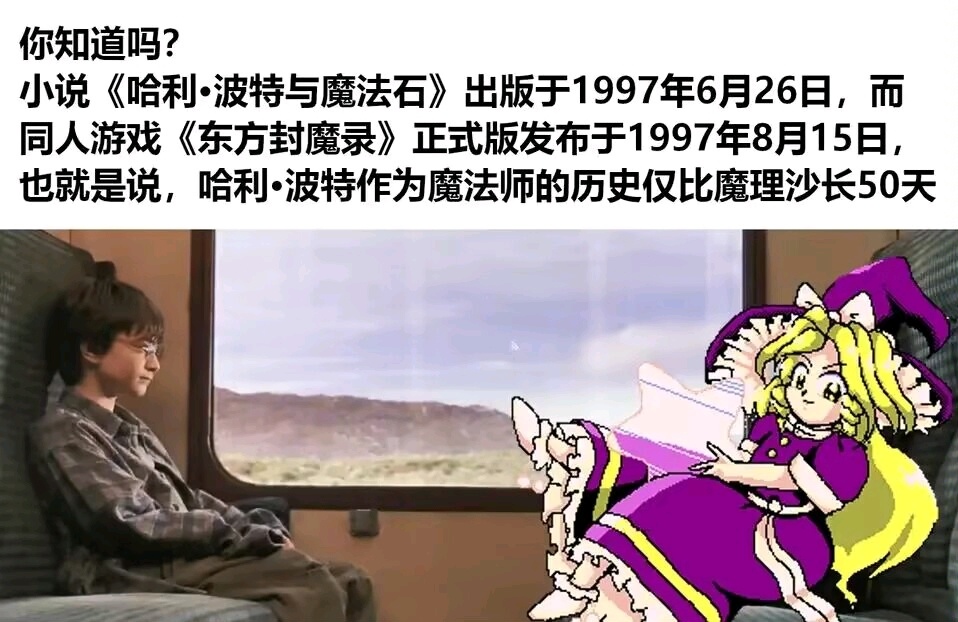 你知道吗?
小说《哈利•波特与魔法石》出版于1997年6月26日，而
同人游戏《东方封魔录》正式版发布于1997年8月15日，
也就是说，哈利•波特作为魔法师的历史仅比魔理沙长50天